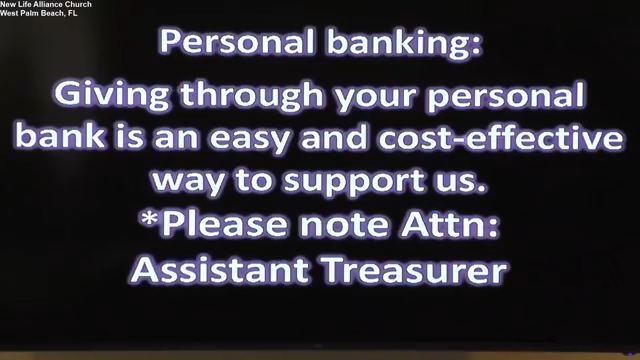 New Life Alliance Church
West Palm Beach, FL
Personal banking:
Giving through your personal
bank is an easy and cost-effective
way to support us.
*Please note Attn:
Assistant Treasurer